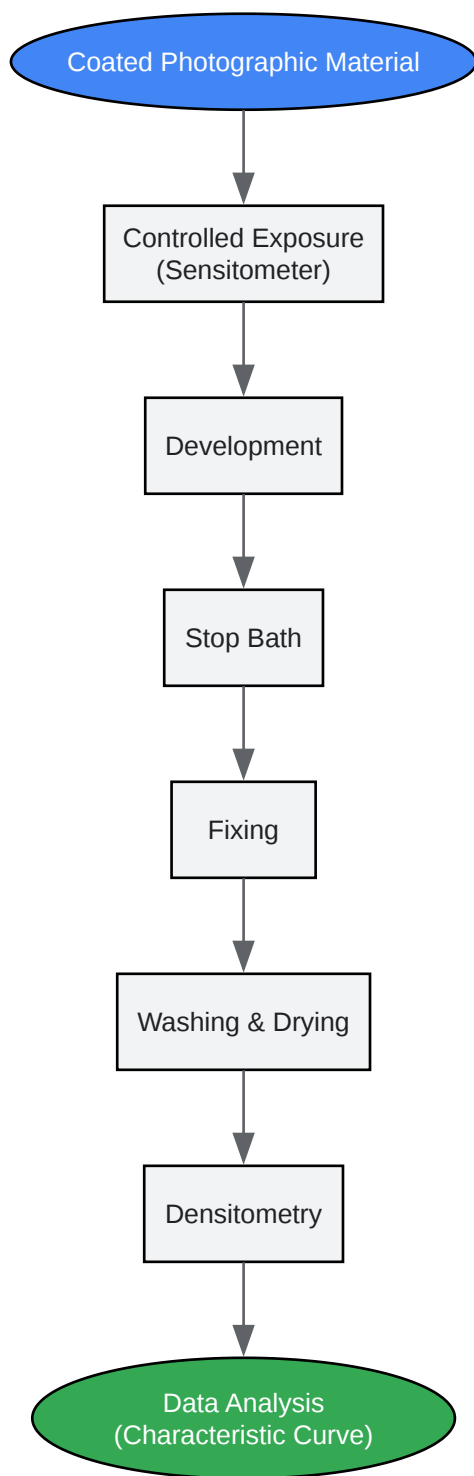 Coated Photographic Material
Controlled Exposure
(Sensitometer)
Development
Stop Bath
Fixing
Washing & Drying
Densitometry
Data Analysis
(Characteristic Curve)